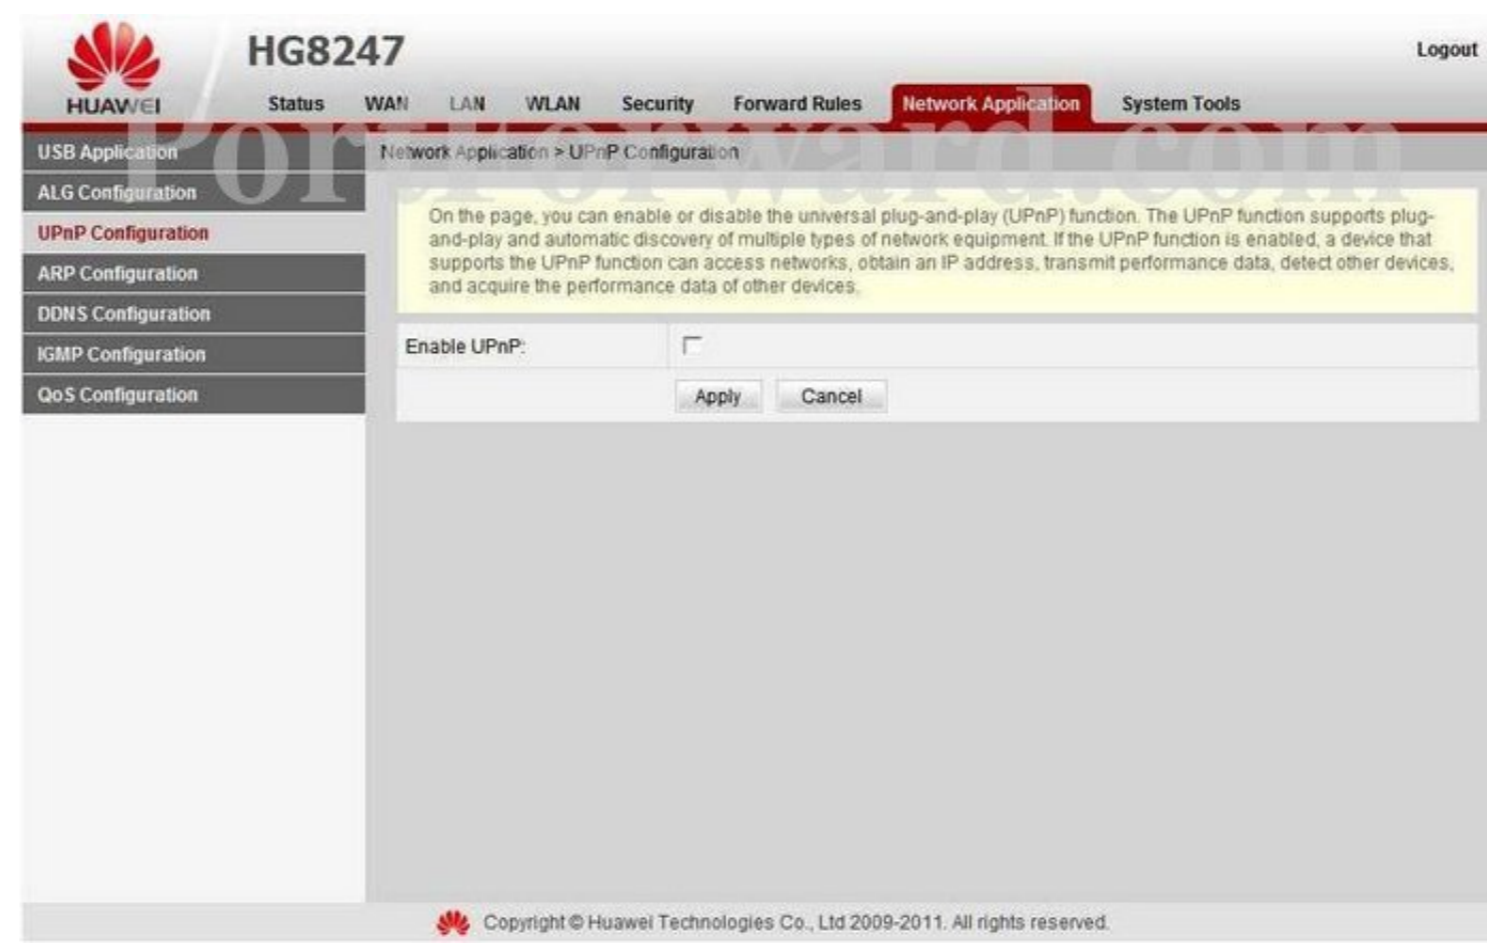 HUAWEI
HG8247
Logout
Status WAN LAN WLAN Security Forward Rules Network Application System Tools
PortForward.com
USB Application
ALG Configuration
UPnP Configuration
ARP Configuration
DDNS Configuration
IGMP Configuration
QoS Configuration
Network Application > UPnP Configuration
On the page, you can enable or disable the universal plug-and-play (UPnP) function. The UPnP function supports plug-
and-play and automatic discovery of multiple types of network equipment. If the UPnP function is enabled, a device that
supports the UPnP function can access networks, obtain an IP address, transmit performance data, detect other devices,
and acquire the performance data of other devices.
Enable UPnP:
Apply Cancel
Copyright © Huawei Technologies Co., Ltd 2009-2011. All rights reserved.